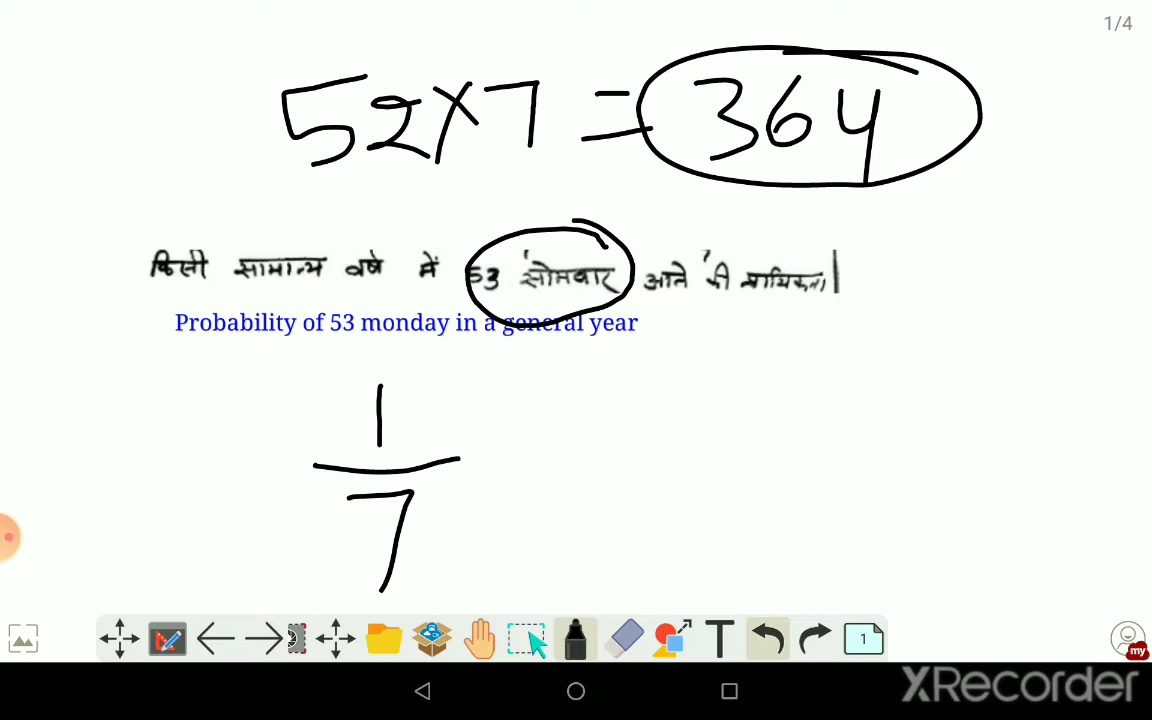 1/4
52×7 = 364
किसी सामान्य वर्ष में 53 सोमवार आने की प्रायिकता।
Probability of 53 monday in a general year
1
7
1
my
XRecorder